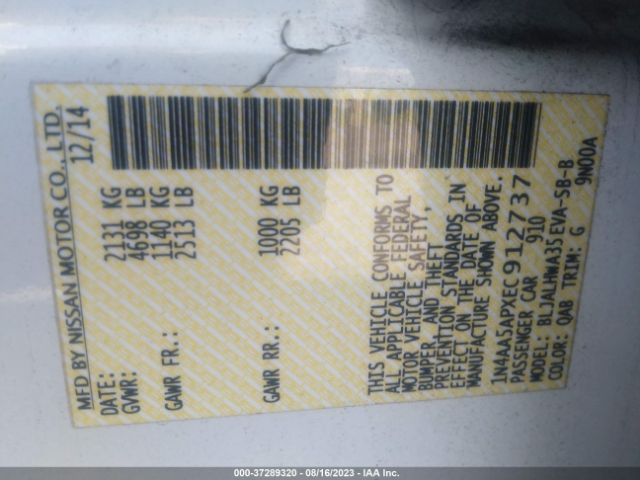 MFD BY NISSAN MOTOR CO., LTD.
DATE: 12/14
GVWR: 2131 KG
4698 LB
GAWR FR.: 1140 KG
2513 LB
GAWR RR.: 1000 KG
2205 LB
THIS VEHICLE CONFORMS TO
ALL APPLICABLE FEDERAL
MOTOR VEHICLE SAFETY,
BUMPER, AND THEFT
PREVENTION STANDARDS IN
EFFECT ON THE DATE OF
MANUFACTURE SHOWN ABOVE.
1N4AA5APXEC912737
PASSENGER CAR 910
MODEL: BLJALHWA35EVA-SB-B
COLOR: QAB TRIM: G 9N00A
000-37289320 - 08/16/2023 - IAA Inc.